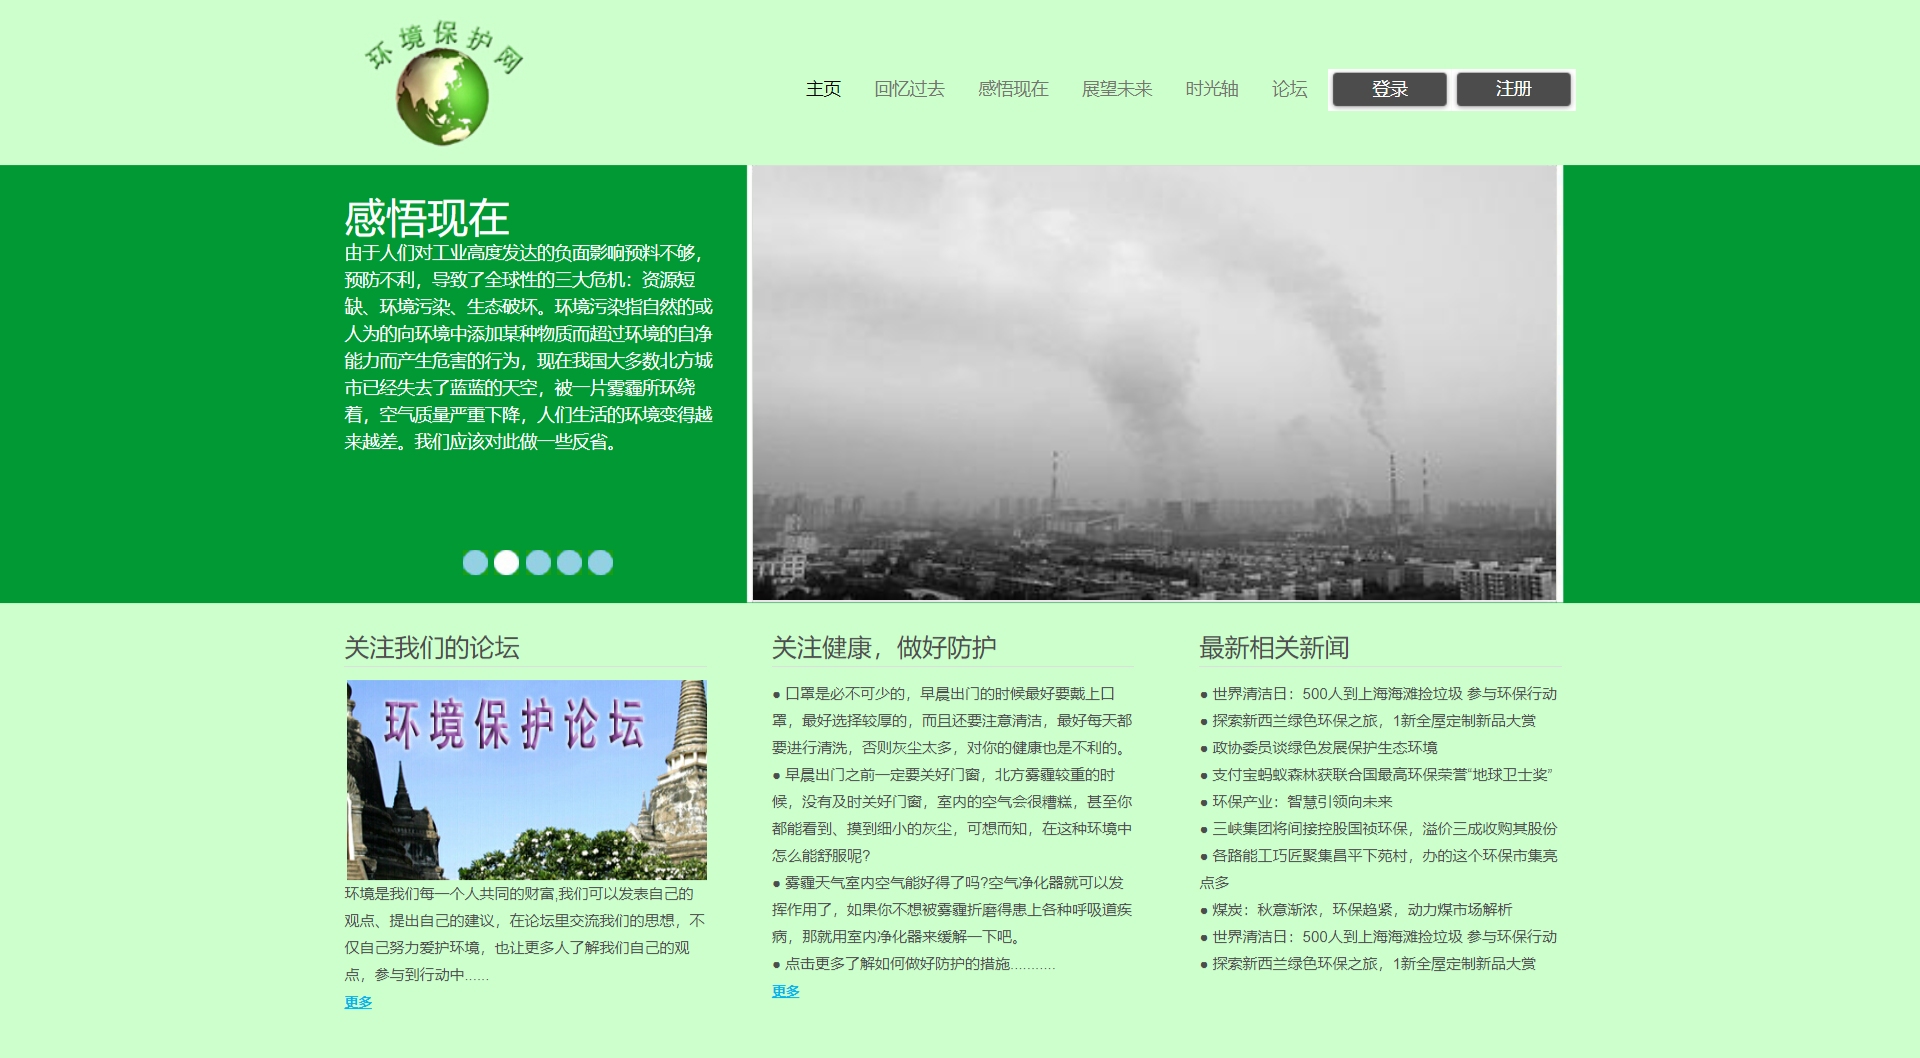 环境保护网
主页 回忆过去 感悟现在 展望未来 时光轴 论坛 登录 注册
感悟现在
由于人们对工业高度发达的负面影响预料不够，
预防不利，导致了全球性的三大危机：资源短
缺、环境污染、生态破坏。环境污染指自然的或
人为的向环境中添加某种物质而超过环境的自净
能力而产生危害的行为，现在我国大多数北方城
市已经失去了蓝蓝的天空，被一片雾霾所环绕
着，空气质量严重下降，人们生活的环境变得越
来越差。我们应该对此做一些反省。
关注我们的论坛
环境保护论坛
环境是我们每一个人共同的财富,我们可以发表自己的
观点、提出自己的建议，在论坛里交流我们的思想，不
仅自己努力爱护环境，也让更多人了解我们自己的观
点，参与到行动中......
更多
关注健康，做好防护
● 口罩是必不可少的，早晨出门的时候最好要戴上口
罩，最好选择较厚的，而且还要注意清洁，最好每天都
要进行清洗，否则灰尘太多，对你的健康也是不利的。
● 早晨出门之前一定要关好门窗，北方雾霾较重的时
候，没有及时关好门窗，室内的空气会很糟糕，甚至你
都能看到、摸到细小的灰尘，可想而知，在这种环境中
怎么能舒服呢?
● 雾霾天气室内空气能好得了吗?空气净化器就可以发
挥作用了，如果你不想被雾霾折磨得患上各种呼吸道疾
病，那就用室内净化器来缓解一下吧。
● 点击更多了解如何做好防护的措施...........
更多
最新相关新闻
● 世界清洁日：500人到上海海滩捡垃圾 参与环保行动
● 探索新西兰绿色环保之旅，1新全屋定制新品大赏
● 政协委员谈绿色发展保护生态环境
● 支付宝蚂蚁森林获联合国最高环保荣誉“地球卫士奖”
● 环保产业：智慧引领向未来
● 三峡集团将间接控股国祯环保，溢价三成收购其股份
● 各路能工巧匠聚集昌平下苑村，办的这个环保市集亮
点多
● 煤炭：秋意渐浓，环保趋紧，动力煤市场解析
● 世界清洁日：500人到上海海滩捡垃圾 参与环保行动
● 探索新西兰绿色环保之旅，1新全屋定制新品大赏